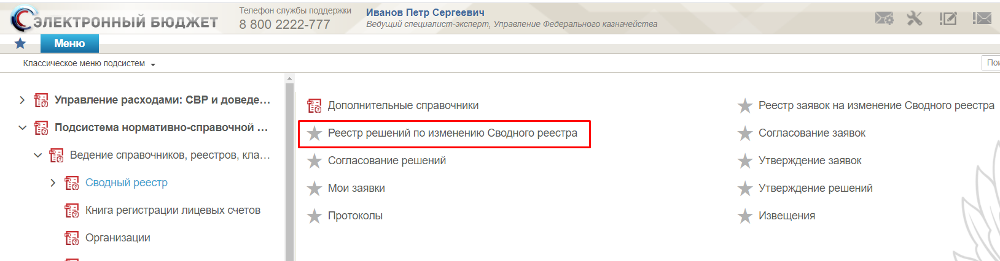 ЭЛЕКТРОННЫЙ БЮДЖЕТ
Телефон службы поддержки
8 800 2222-777
Иванов Петр Сергеевич
Ведущий специалист-эксперт, Управление Федерального казначейства
Меню
Классическое меню подсистем
Пои
Управление расходами: СВР и доведе…
Подсистема нормативно-справочной …
Ведение справочников, реестров, кла…
Сводный реестр
Книга регистрации лицевых счетов
Организации
Дополнительные справочники
Реестр решений по изменению Сводного реестра
Согласование решений
Мои заявки
Протоколы
Реестр заявок на изменение Сводного реестра
Согласование заявок
Утверждение заявок
Утверждение решений
Извещения